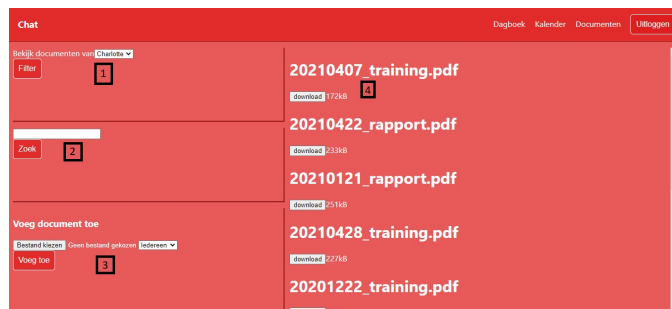 Chat
Dagboek Kalender Documenten Uitloggen
Bekijk documenten van Charlotte
Filter
1
Zoek
2
Voeg document toe
Bestand kiezen Geen bestand gekozen Iedereen
Voeg toe
3
20210407_training.pdf
download 172kB
4
20210422_rapport.pdf
download 233kB
20210121_rapport.pdf
download 251kB
20210428_training.pdf
download 227kB
20201222_training.pdf